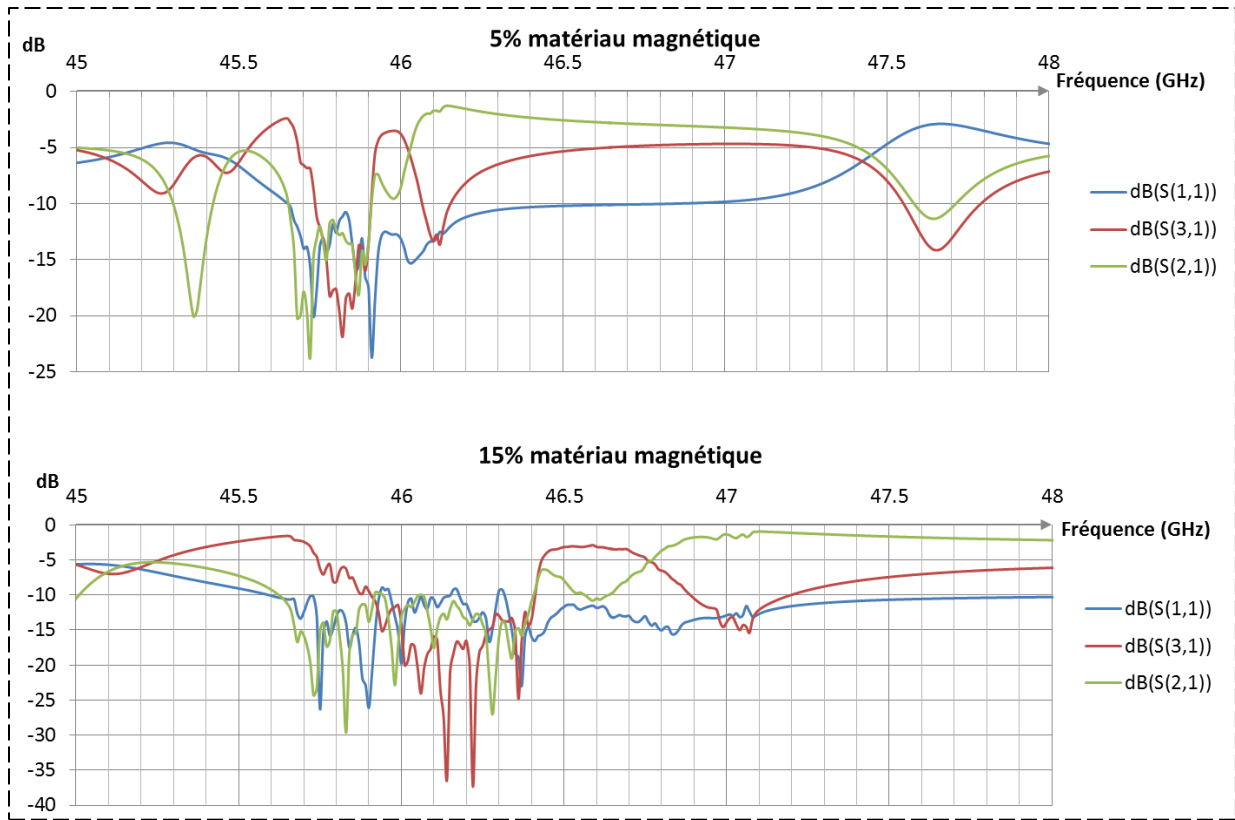 5% matériau magnétique
dB
45 45.5 46 46.5 47 47.5 48
Fréquence (GHz)
0
-5
-10
-15
-20
-25
dB(S(1,1))
dB(S(3,1))
dB(S(2,1))
15% matériau magnétique
dB
45 45.5 46 46.5 47 47.5 48
Fréquence (GHz)
0
-5
-10
-15
-20
-25
-30
-35
-40
dB(S(1,1))
dB(S(3,1))
dB(S(2,1))